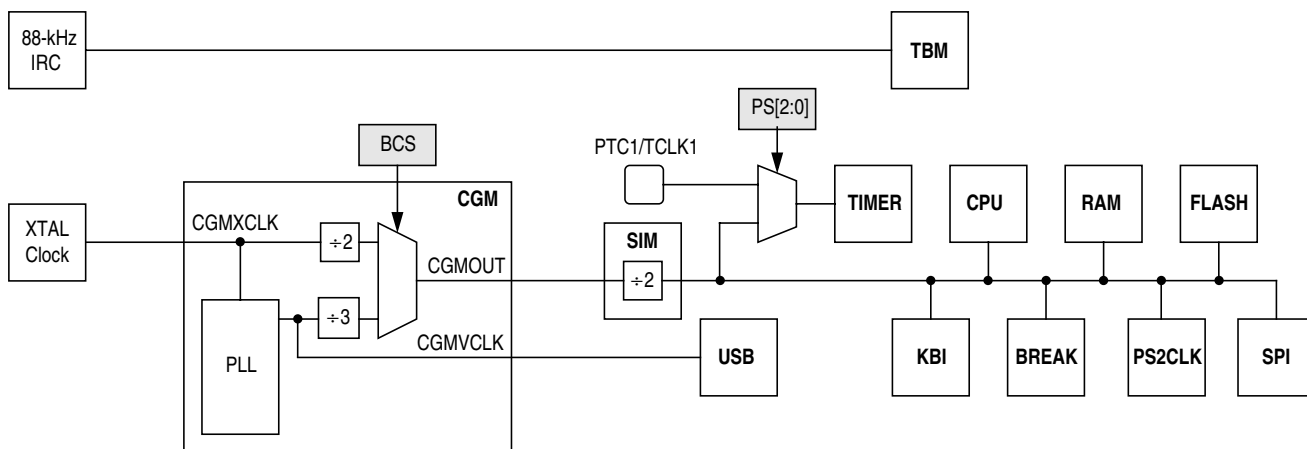 88-kHz
IRC
TBM
PS[2:0]
BCS
PTC1/TCLK1
CGM
XTAL
Clock
CGMXCLK
÷2
CGMOUT
SIM
÷2
TIMER
CPU
RAM
FLASH
PLL
÷3
CGMVCLK
USB
KBI
BREAK
PS2CLK
SPI